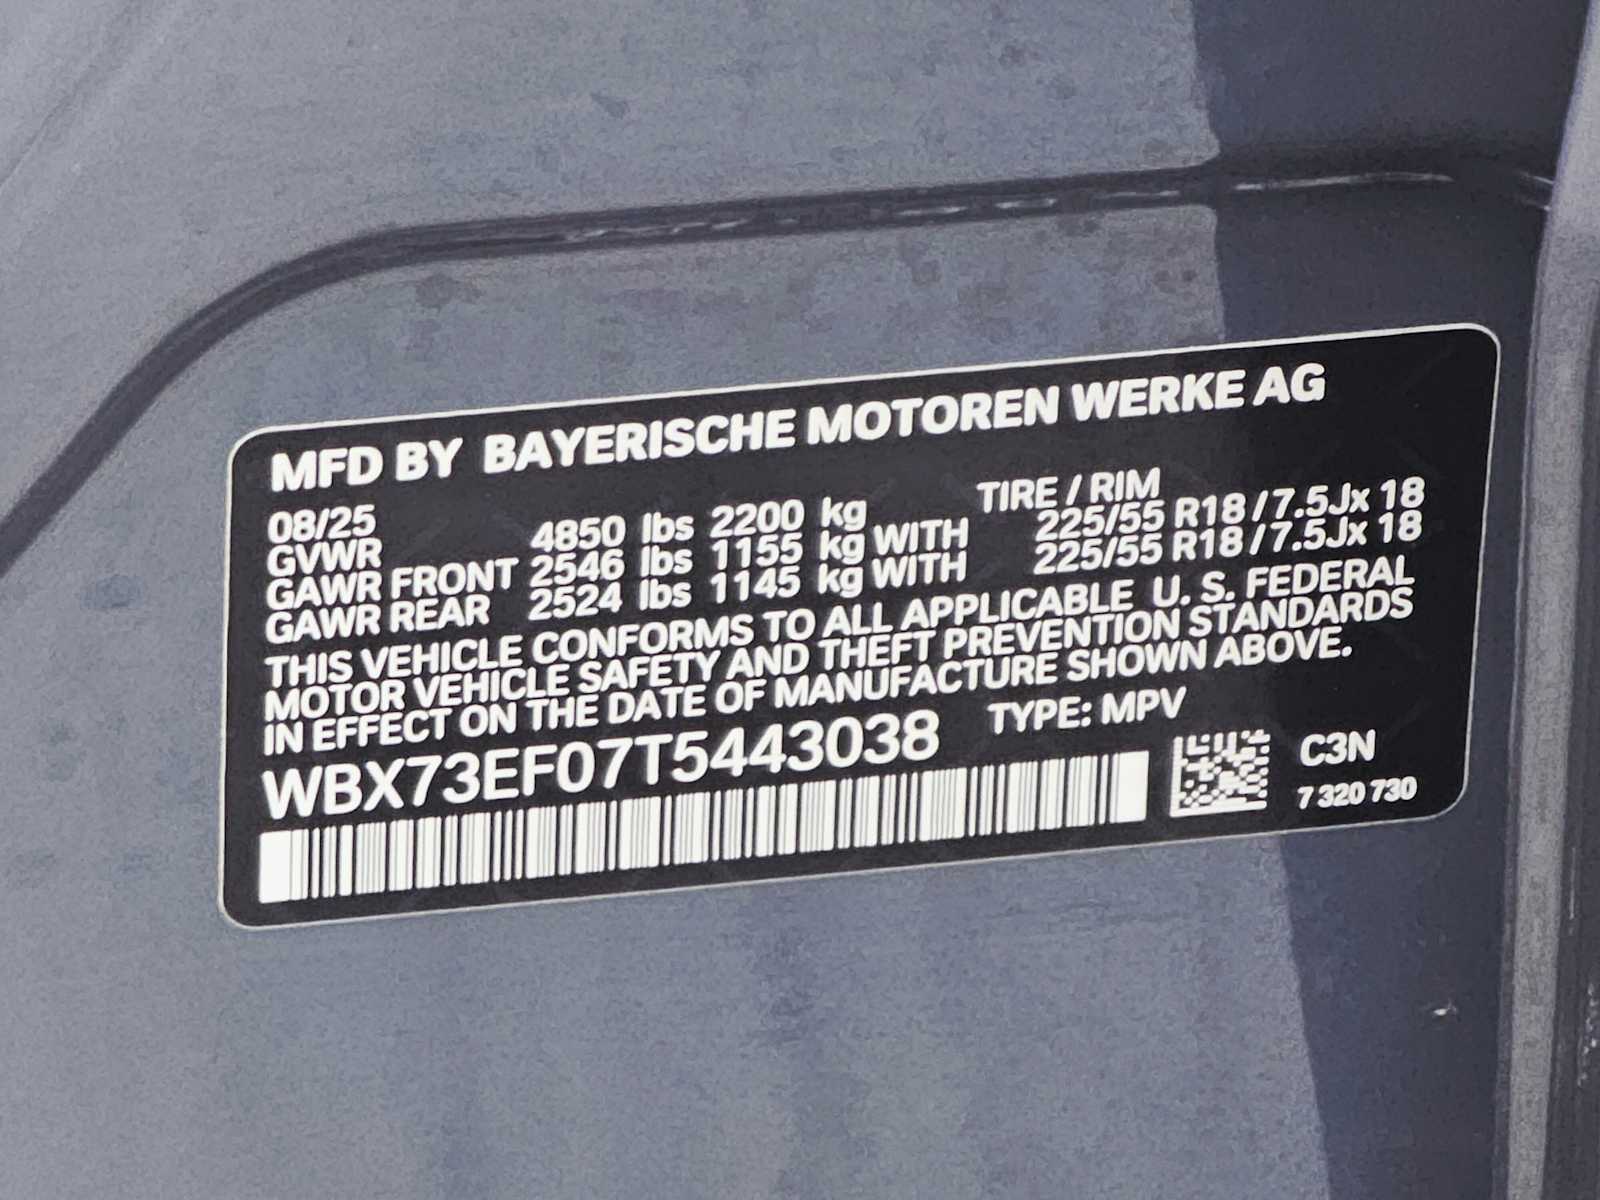 MFD BY BAYERISCHE MOTOREN WERKE AG
08/25 TIRE / RIM
GVWR 4850 lbs 2200 kg
GAWR FRONT 2546 lbs 1155 kg WITH 225/55 R18 / 7.5Jx 18
GAWR REAR 2524 lbs 1145 kg WITH 225/55 R18 / 7.5Jx 18
THIS VEHICLE CONFORMS TO ALL APPLICABLE U. S. FEDERAL
MOTOR VEHICLE SAFETY AND THEFT PREVENTION STANDARDS
IN EFFECT ON THE DATE OF MANUFACTURE SHOWN ABOVE.
WBX73EF07T5443038 TYPE: MPV
C3N
7 320 730